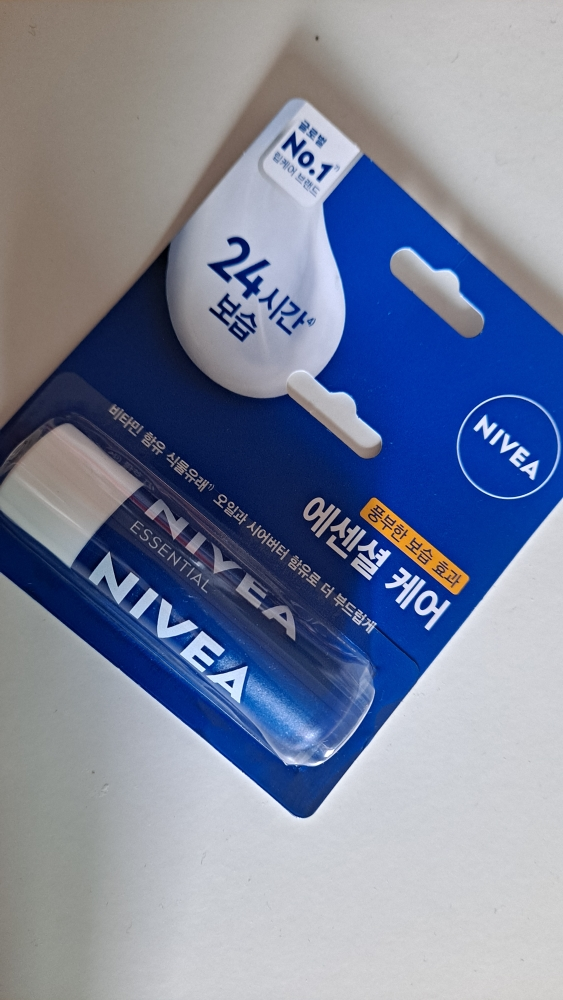 글로벌
No.1⁷⁾
립케어 브랜드
24시간⁴⁾
보습
NIVEA
풍부한 보습 효과
에센셜 케어
비타민 함유 식물유래¹⁾ 오일과 시어버터 함유로 더 부드럽게
NIVEA
ESSENTIAL
NIVEA